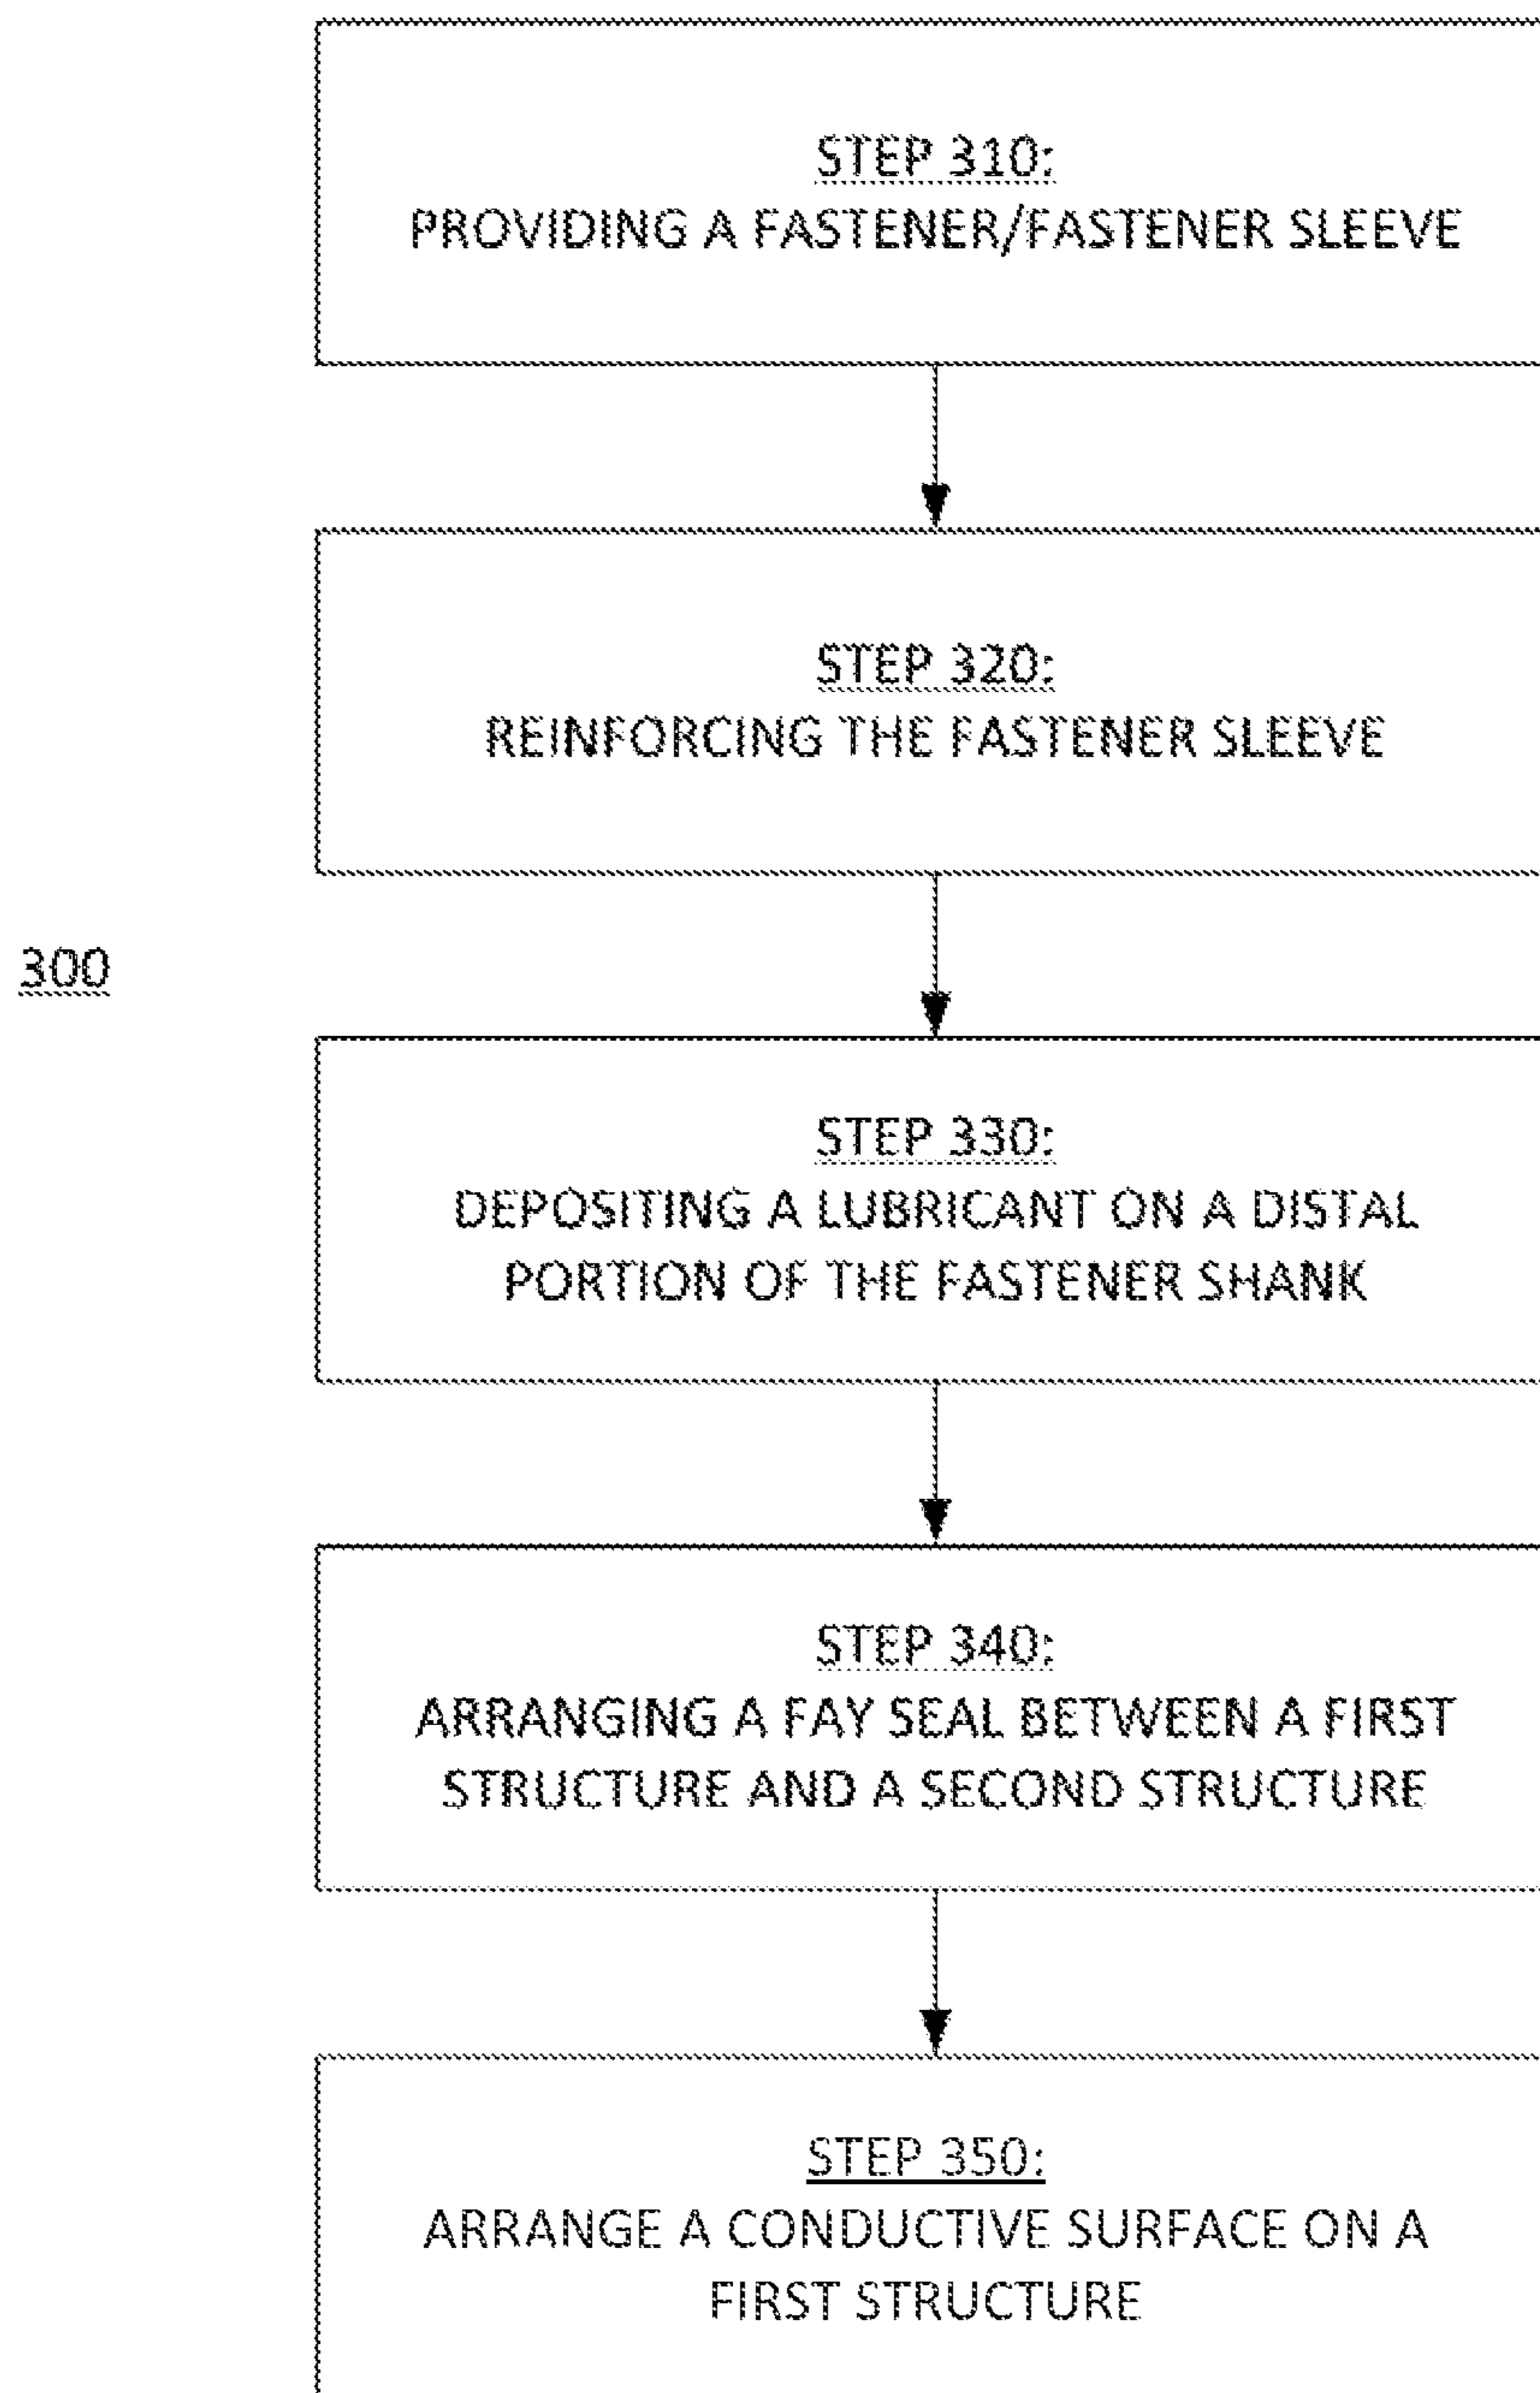 STEP 310:
PROVIDING A FASTENER/FASTENER SLEEVE
STEP 320:
REINFORCING THE FASTENER SLEEVE
300
STEP 330:
DEPOSITING A LUBRICANT ON A DISTAL
PORTION OF THE FASTENER SHANK
STEP 340:
ARRANGING A FAY SEAL BETWEEN A FIRST
STRUCTURE AND A SECOND STRUCTURE
STEP 350:
ARRANGE A CONDUCTIVE SURFACE ON A
FIRST STRUCTURE